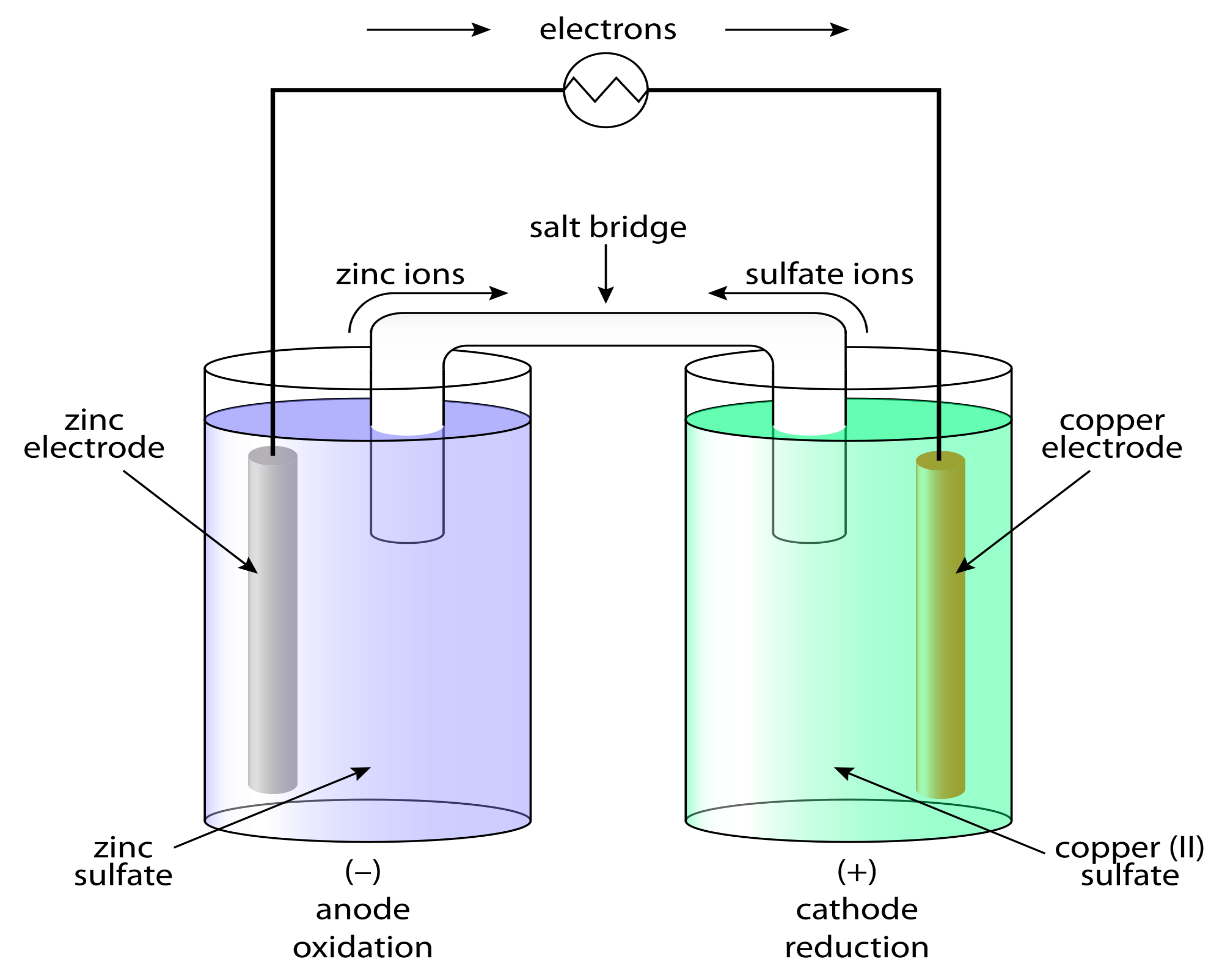 electrons
salt bridge
zinc ions
sulfate ions
zinc
electrode
copper
electrode
zinc
sulfate
copper (II)
sulfate
(–)
anode
oxidation
(+)
cathode
reduction